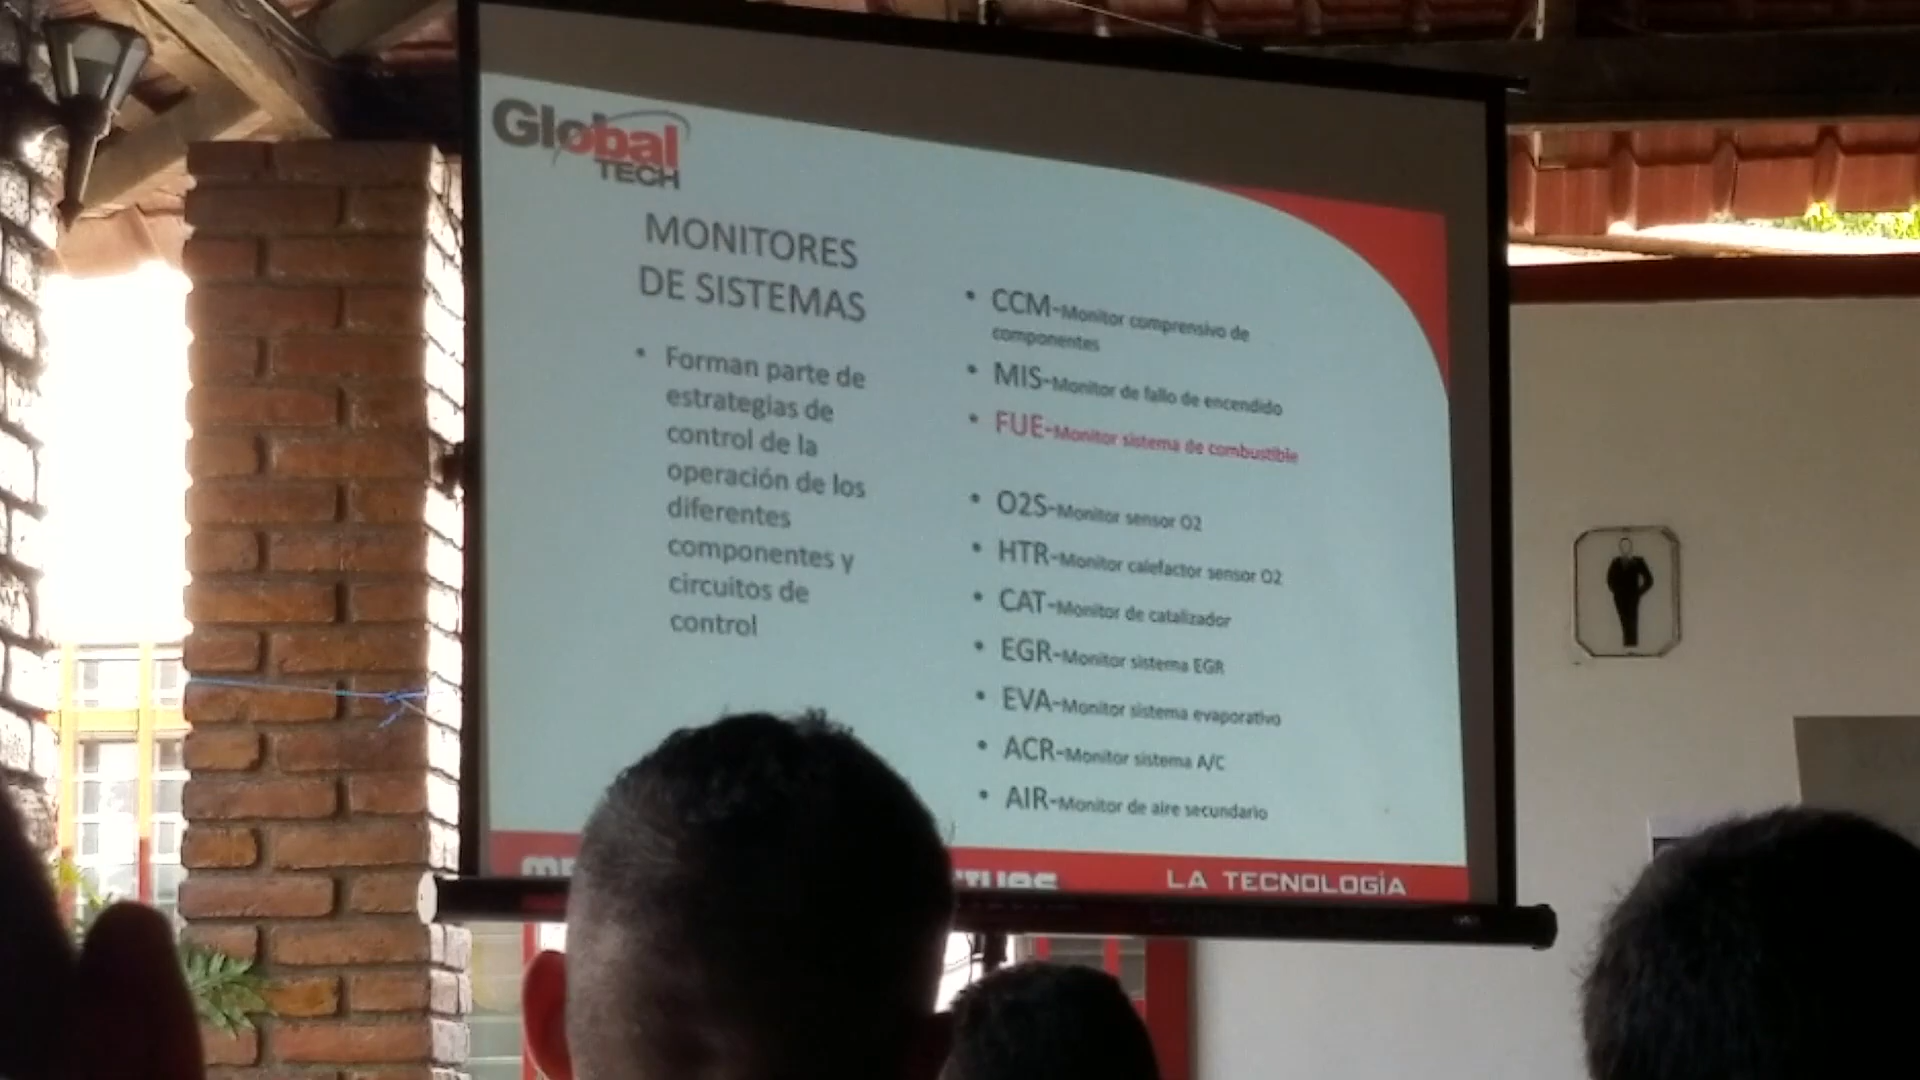 Global
TECH
MONITORES
DE SISTEMAS
• Forman parte de
estrategias de
control de la
operación de los
diferentes
componentes y
circuitos de
control
• CCM-Monitor comprensivo de
componentes
• MIS-Monitor de fallo de encendido
• FUE-Monitor sistema de combustible
• O2S-Monitor sensor O2
• HTR-Monitor calefactor sensor O2
• CAT-Monitor de catalizador
• EGR-Monitor sistema EGR
• EVA-Monitor sistema evaporativo
• ACR-Monitor sistema A/C
• AIR-Monitor de aire secundario
LA TECNOLOGÍA